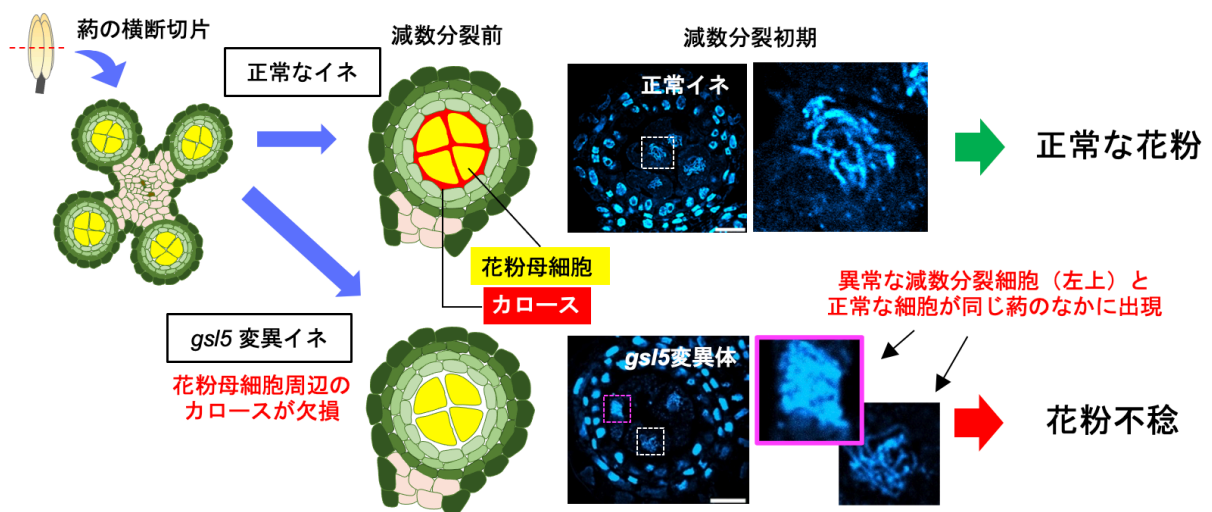 葯の横断切片
正常なイネ
減数分裂前
減数分裂初期
正常イネ
正常な花粉
花粉母細胞
カロース
gsl5 変異イネ
花粉母細胞周辺の
カロースが欠損
gsl5変異体
異常な減数分裂細胞（左上）と
正常な細胞が同じ葯のなかに出現
花粉不稔